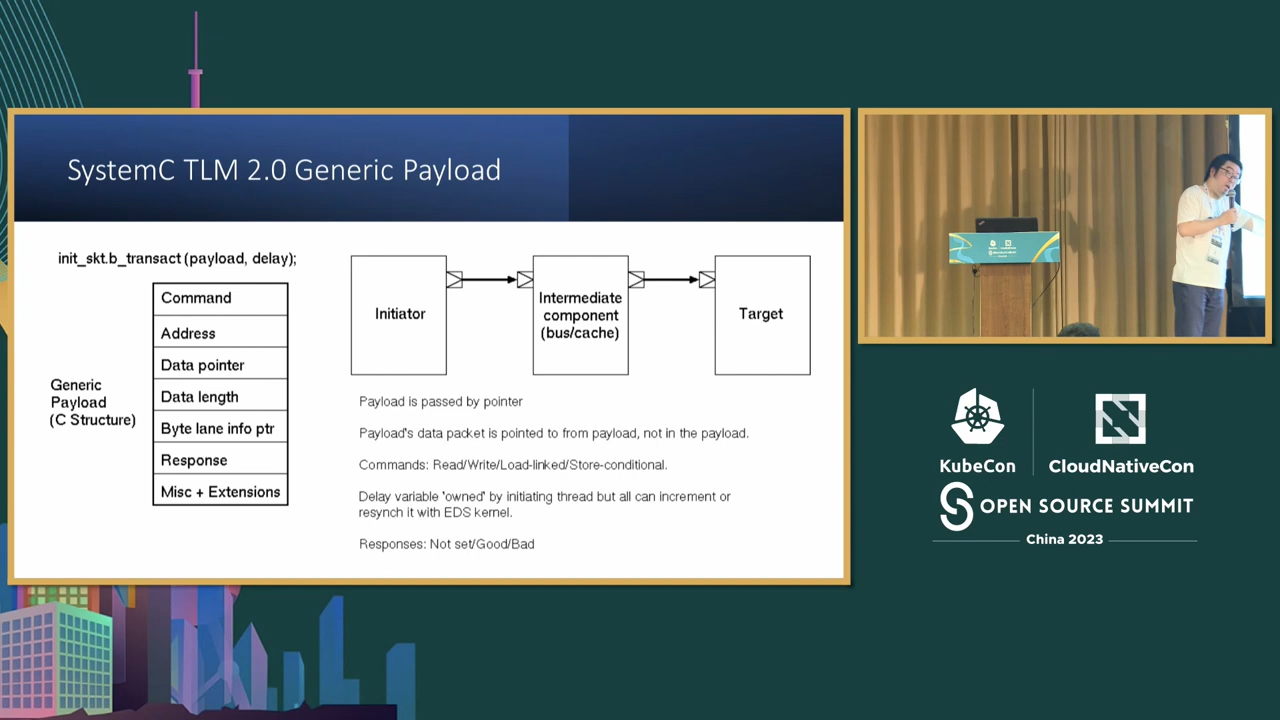 SystemC TLM 2.0 Generic Payload
init_skt.b_transact (payload, delay);
Generic
Payload
(C Structure)
Command
Address
Data pointer
Data length
Byte lane info ptr
Response
Misc + Extensions
Initiator
Intermediate
component
(bus/cache)
Target
Payload is passed by pointer
Payload's data packet is pointed to from payload, not in the payload.
Commands: Read/Write/Load-linked/Store-conditional.
Delay variable 'owned' by initiating thread but all can increment or
resynch it with EDS kernel.
Responses: Not set/Good/Bad
KubeCon
CloudNativeCon
OPEN SOURCE SUMMIT
China 2023